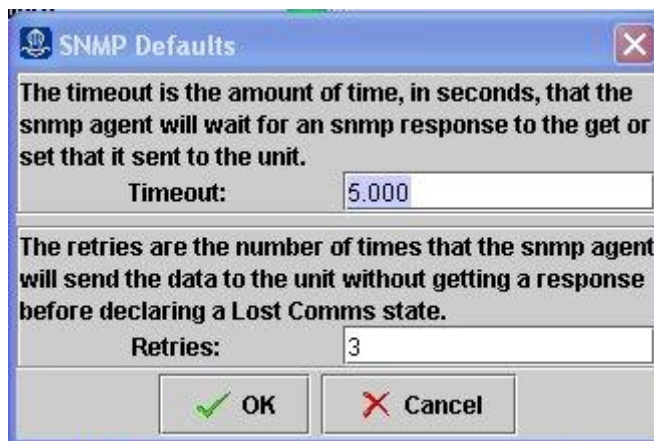 SNMP Defaults
The timeout is the amount of time, in seconds, that the
snmp agent will wait for an snmp response to the get or
set that it sent to the unit.
Timeout: 5.000
The retries are the number of times that the snmp agent
will send the data to the unit without getting a response
before declaring a Lost Comms state.
Retries: 3
OK Cancel